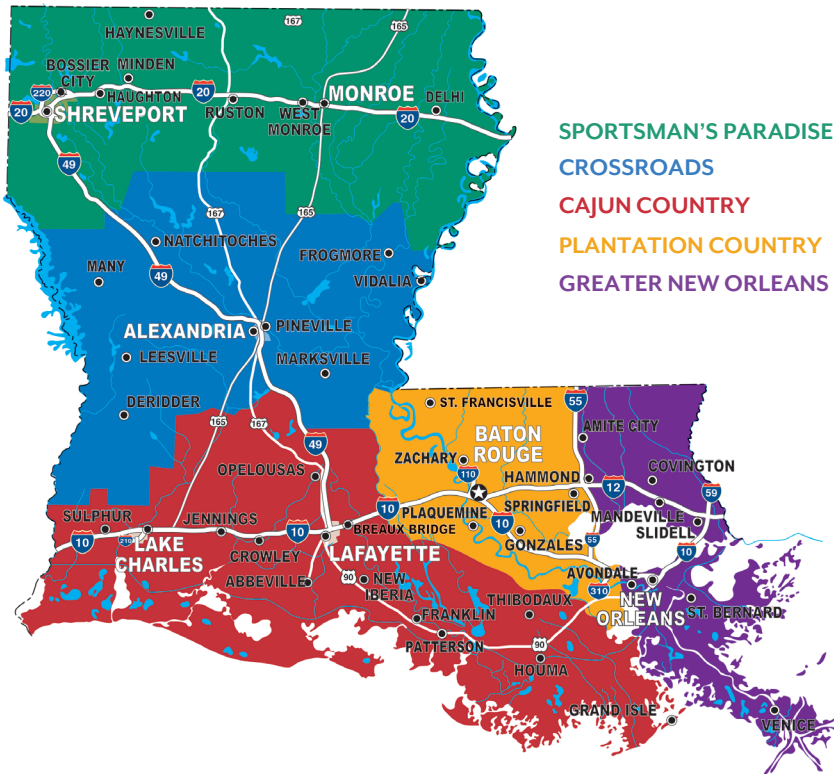 HAYNESVILLE
167
165
BOSSIER
CITY
MINDEN
220
HAUGHTON
20
RUSTON
WEST
MONROE
MONROE
DELHI
20
SHREVEPORT
20
49
SPORTSMAN'S PARADISE
CROSSROADS
CAJUN COUNTRY
PLANTATION COUNTRY
GREATER NEW ORLEANS
167
165
NATCHITOCHES
FROGMORE
MANY
49
VIDALIA
ALEXANDRIA
PINEVILLE
LEESVILLE
MARKSVILLE
DERIDDER
165
167
49
ST. FRANCISVILLE
55
AMITE CITY
BATON
ROUGE
ZACHARY
110
HAMMOND
COVINGTON
OPELOUSAS
12
59
10
SPRINGFIELD
MANDEVILLE
SLIDELL
PLAQUEMINE
10
GONZALES
55
10
SULPHUR
10
210
LAKE
CHARLES
JENNINGS
10
CROWLEY
BREAUX BRIDGE
LAFAYETTE
ABBEVILLE
90
NEW
IBERIA
AVONDALE
310
NEW
ORLEANS
ST. BERNARD
FRANKLIN
THIBODAUX
PATTERSON
90
HOUMA
GRAND ISLE
VENICE